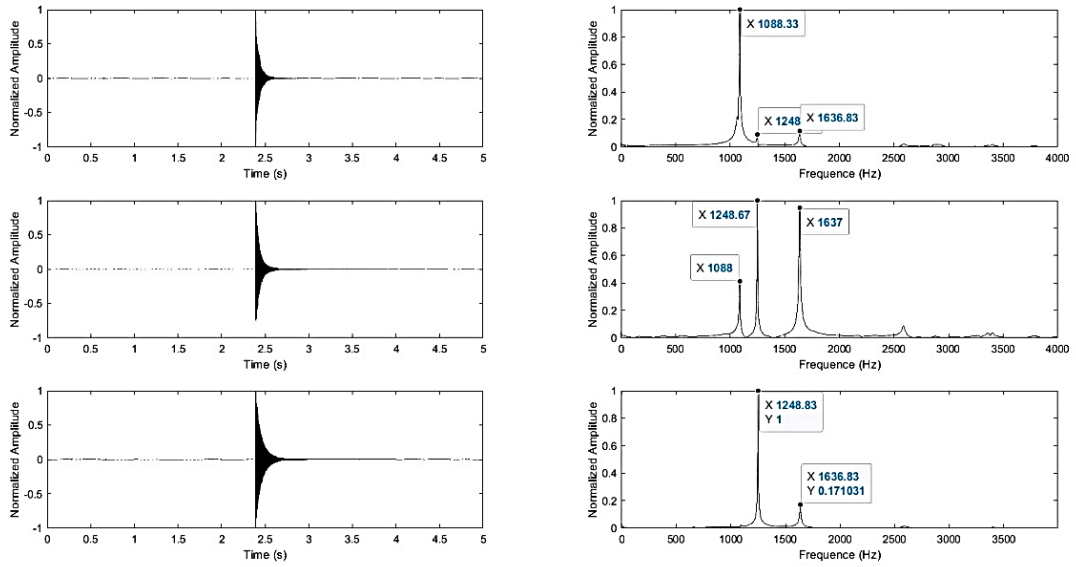 1
0.5
0
-0.5
-1
Normalized Amplitude
0 0.5 1 1.5 2 2.5 3 3.5 4 4.5 5
Time (s)
1
0.8
0.6
0.4
0.2
0
Normalized Amplitude
X 1088.33
X 1248
X 1636.83
0 500 1000 1500 2000 2500 3000 3500 4000
Frequency (Hz)
1
0.5
0
-0.5
-1
Normalized Amplitude
0 0.5 1 1.5 2 2.5 3 3.5 4 4.5 5
Time (s)
1
0.8
0.6
0.4
0.2
0
Normalized Amplitude
X 1248.67
X 1637
X 1088
0 500 1000 1500 2000 2500 3000 3500 4000
Frequency (Hz)
1
0.5
0
-0.5
-1
Normalized Amplitude
0 0.5 1 1.5 2 2.5 3 3.5 4 4.5 5
Time (s)
1
0.8
0.6
0.4
0.2
0
Normalized Amplitude
X 1248.83
Y 1
X 1636.83
Y 0.171031
0 500 1000 1500 2000 2500 3000 3500 4000
Frequency (Hz)